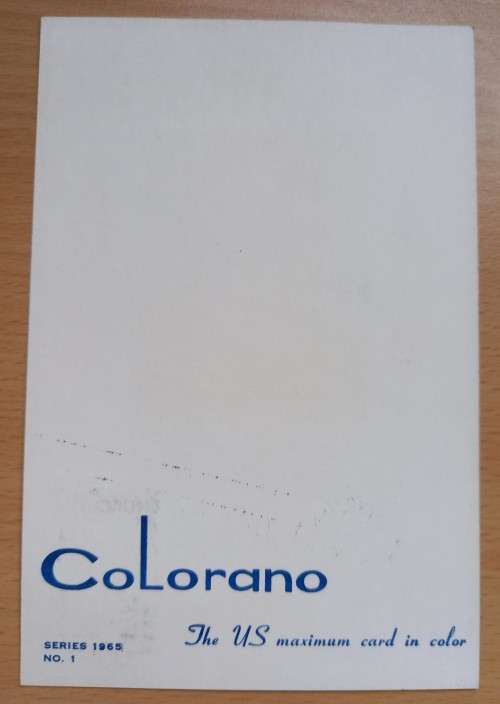 CoLorano
The US maximum card in color
SERIES 1965
NO. 1